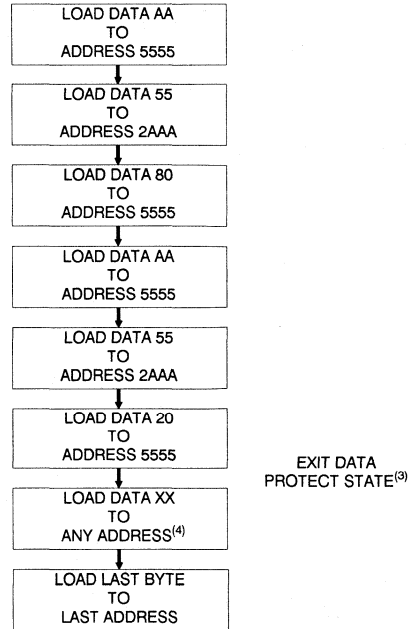 LOAD DATA AA
TO
ADDRESS 5555
LOAD DATA 55
TO
ADDRESS 2AAA
LOAD DATA 80
TO
ADDRESS 5555
LOAD DATA AA
TO
ADDRESS 5555
LOAD DATA 55
TO
ADDRESS 2AAA
LOAD DATA 20
TO
ADDRESS 5555
EXIT DATA
PROTECT STATE(3)
LOAD DATA XX
TO
ANY ADDRESS(4)
LOAD LAST BYTE
TO
LAST ADDRESS